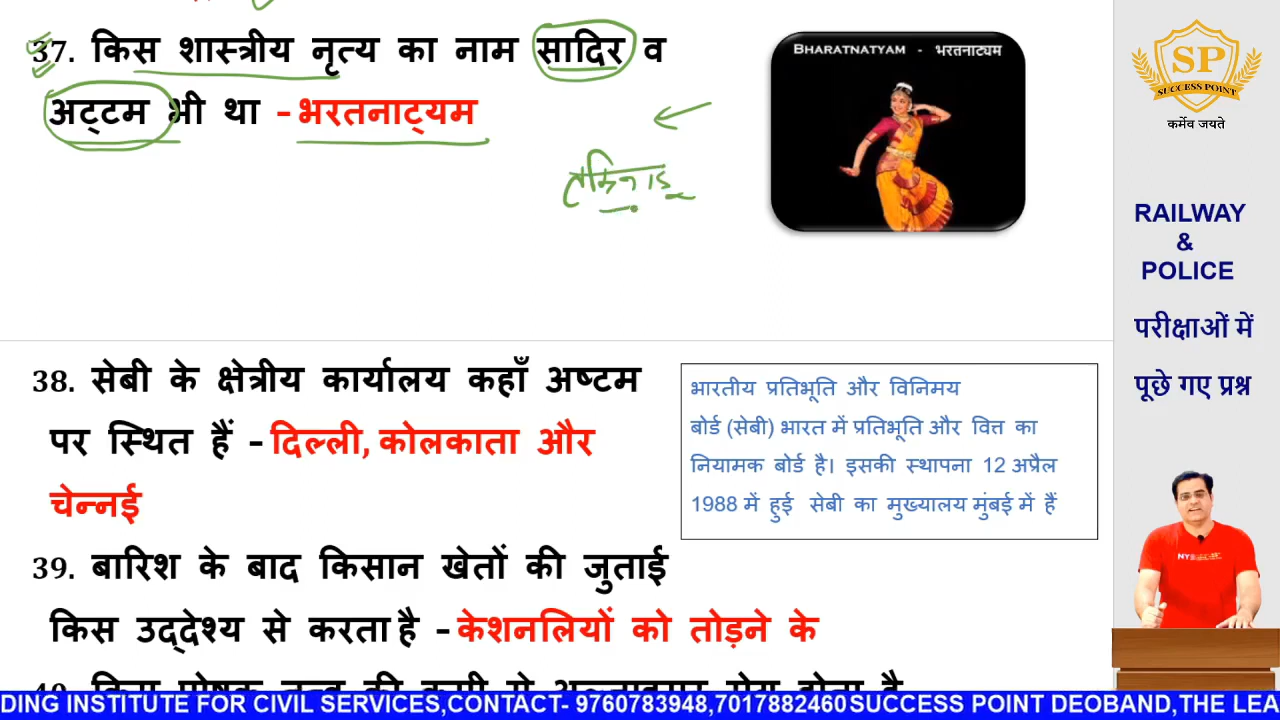 37. किस शास्त्रीय नृत्य का नाम सादिर व
अट्टम भी था - भरतनाट्यम
तमिलनाडु
BHARATNATYAM - भरतनाट्यम
38. सेबी के क्षेत्रीय कार्यालय कहाँ अष्टम
पर स्थित हैं - दिल्ली, कोलकाता और
चेन्नई
भारतीय प्रतिभूति और विनिमय
बोर्ड (सेबी) भारत में प्रतिभूति और वित्त का
नियामक बोर्ड है। इसकी स्थापना 12 अप्रैल
1988 में हुई सेबी का मुख्यालय मुंबई में हैं
39. बारिश के बाद किसान खेतों की जुताई
किस उद्देश्य से करता है - केशनलियों को तोड़ने के
SP
SUCCESS POINT
कर्मेव जयते
RAILWAY
&
POLICE
परीक्षाओं में
पूछे गए प्रश्न
DING INSTITUTE FOR CIVIL SERVICES,CONTACT- 9760783948,7017882460 SUCCESS POINT DEOBAND,THE LEA